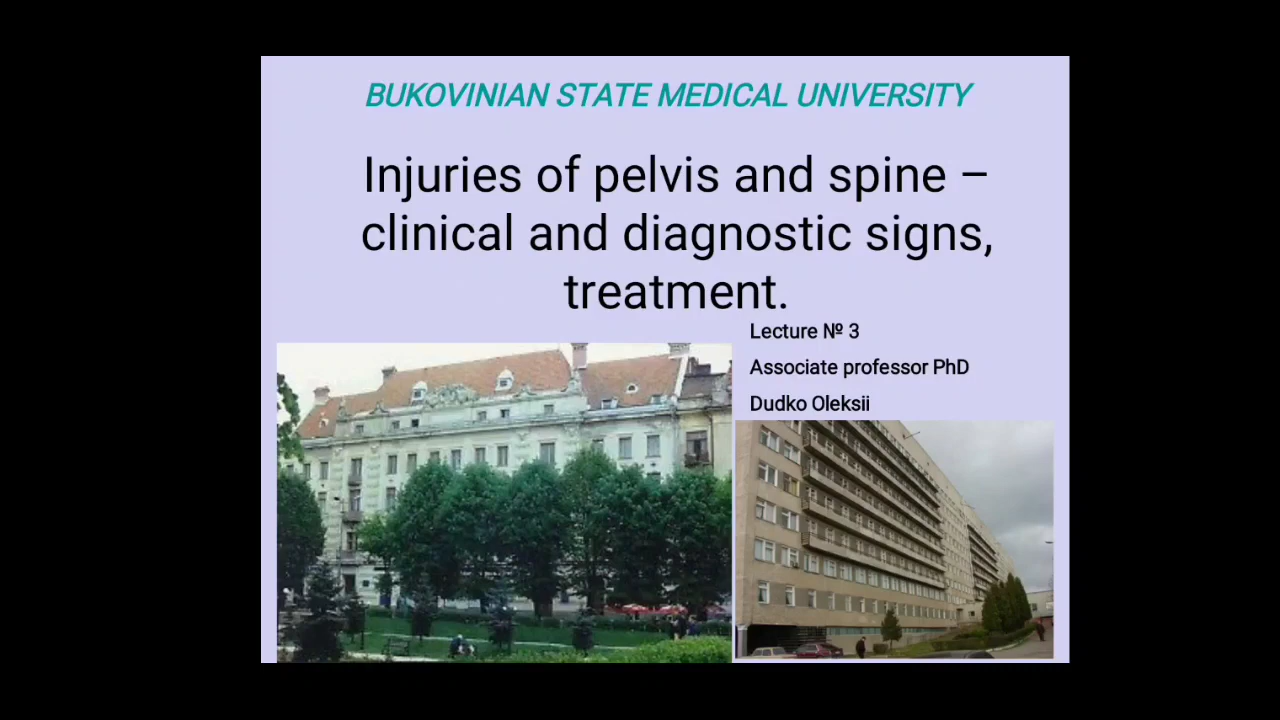 BUKOVINIAN STATE MEDICAL UNIVERSITY
Injuries of pelvis and spine –
clinical and diagnostic signs,
treatment.
Lecture № 3
Associate professor PhD
Dudko Oleksii